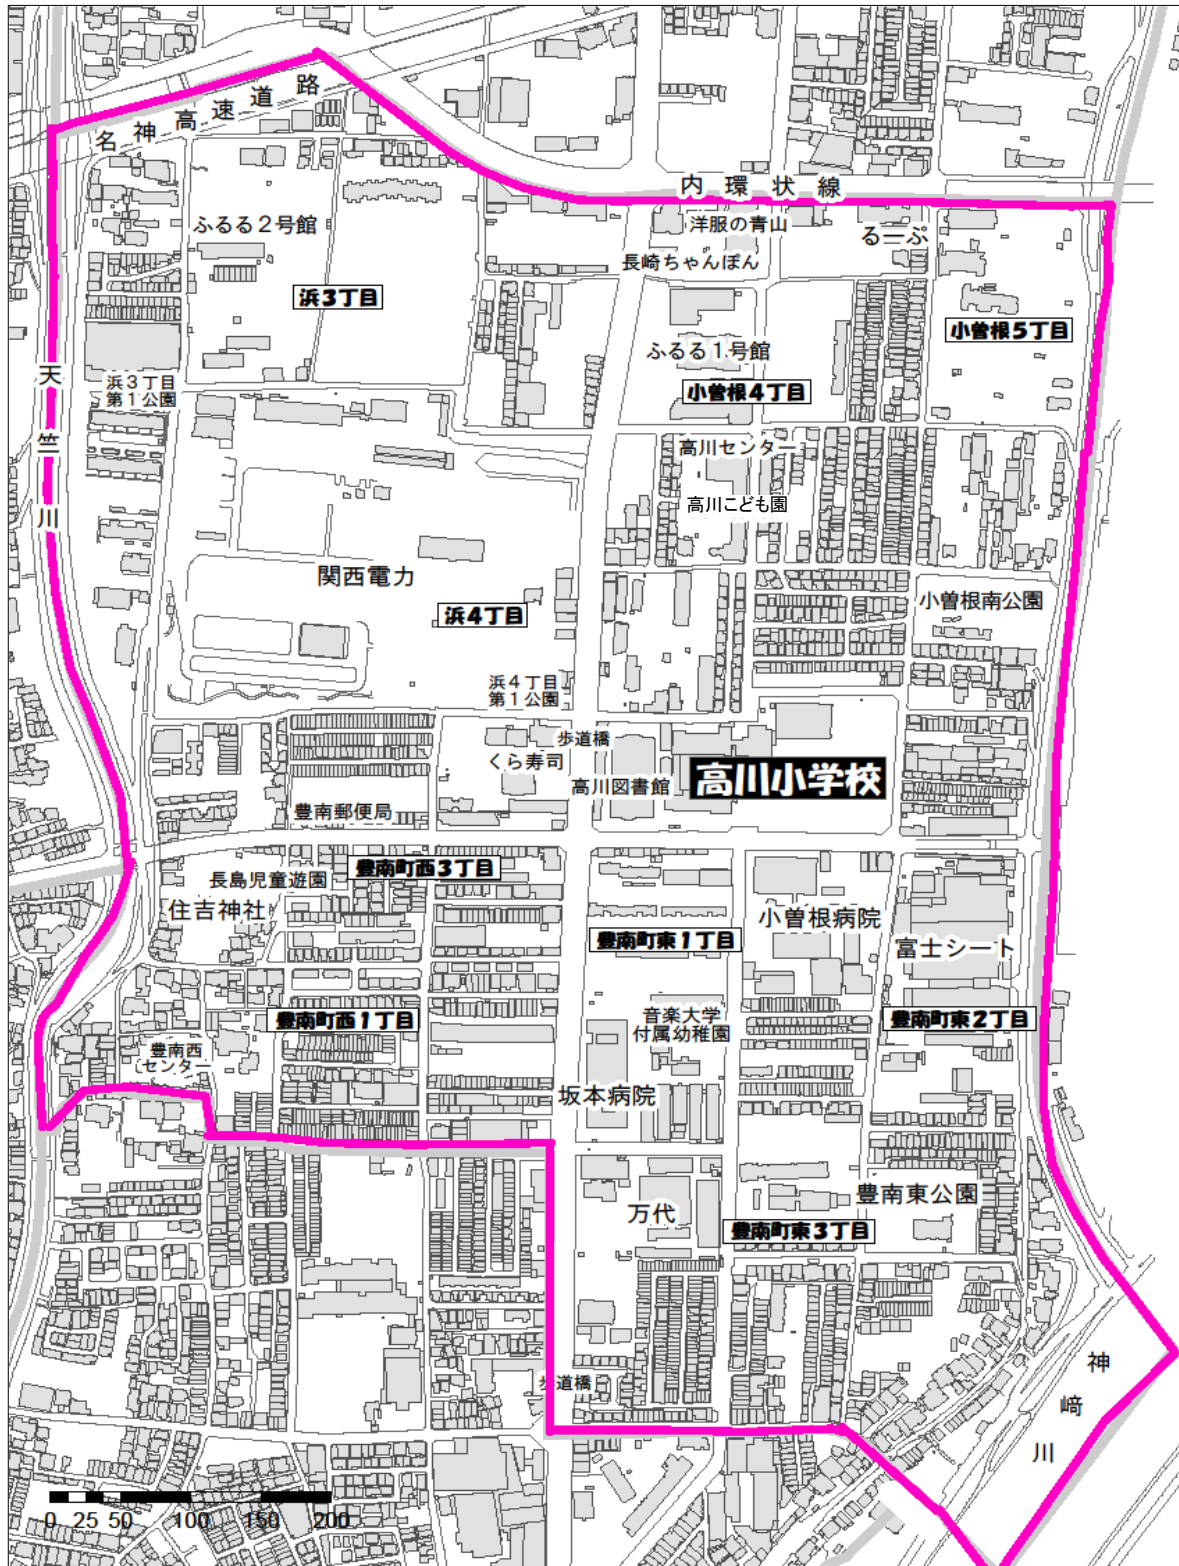 名神高速道路
内環状線
洋服の青山
ふるる２号館
るーぷ
長崎ちゃんぽん
浜３丁目
小曽根５丁目
ふるる１号館
天竺川
浜３丁目
第１公園
小曽根４丁目
高川センター
高川こども園
関西電力
小曽根南公園
浜４丁目
浜４丁目
第１公園
歩道橋
くら寿司
高川図書館
高川小学校
豊南郵便局
豊南町西３丁目
長島児童遊園
住吉神社
小曽根病院
豊南町東１丁目
富士シート
豊南町西１丁目
音楽大学
付属幼稚園
豊南町東２丁目
豊南西
センター
坂本病院
豊南東公園
万代
豊南町東３丁目
神崎川
歩道橋
0 25 50 100 150 200